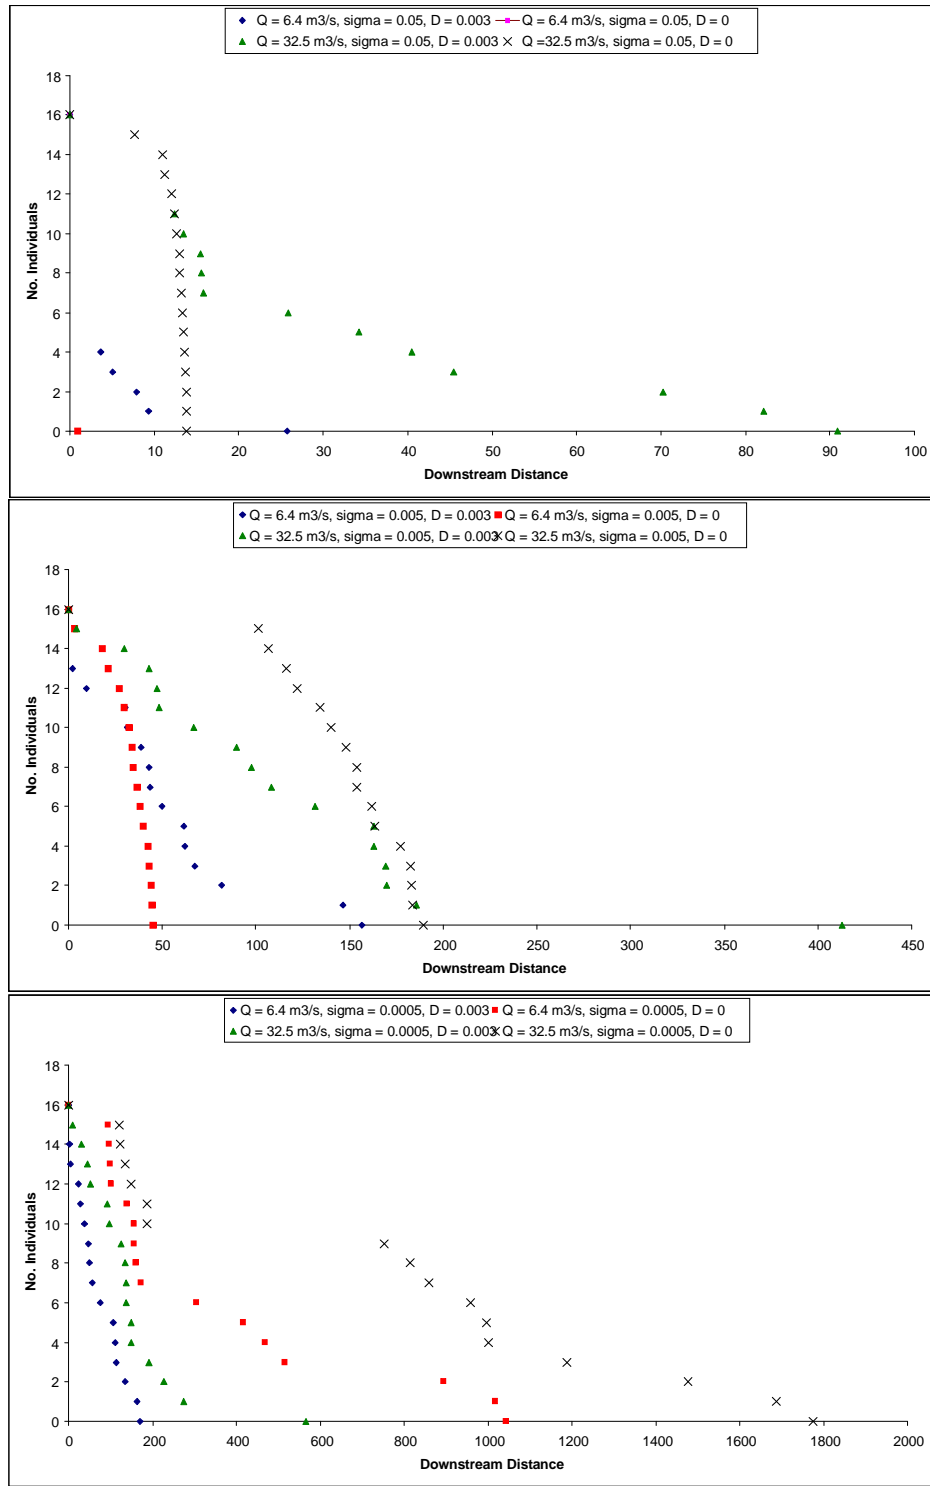 Q = 6.4 m3/s, sigma = 0.05, D = 0.003 Q = 6.4 m3/s, sigma = 0.05, D = 0
Q = 32.5 m3/s, sigma = 0.05, D = 0.003 Q =32.5 m3/s, sigma = 0.05, D = 0
18
16
14
12
10
8
6
4
2
0
No. Individuals
0 10 20 30 40 50 60 70 80 90 100
Downstream Distance
Q = 6.4 m3/s, sigma = 0.005, D = 0.003 Q = 6.4 m3/s, sigma = 0.005, D = 0
Q = 32.5 m3/s, sigma = 0.005, D = 0.003 Q = 32.5 m3/s, sigma = 0.005, D = 0
18
16
14
12
10
8
6
4
2
0
No. Individuals
0 50 100 150 200 250 300 350 400 450
Downstream Distance
Q = 6.4 m3/s, sigma = 0.0005, D = 0.003 Q = 6.4 m3/s, sigma = 0.0005, D = 0
Q = 32.5 m3/s, sigma = 0.0005, D = 0.003 Q = 32.5 m3/s, sigma = 0.0005, D = 0
18
16
14
12
10
8
6
4
2
0
No. Individuals
0 200 400 600 800 1000 1200 1400 1600 1800 2000
Downstream Distance